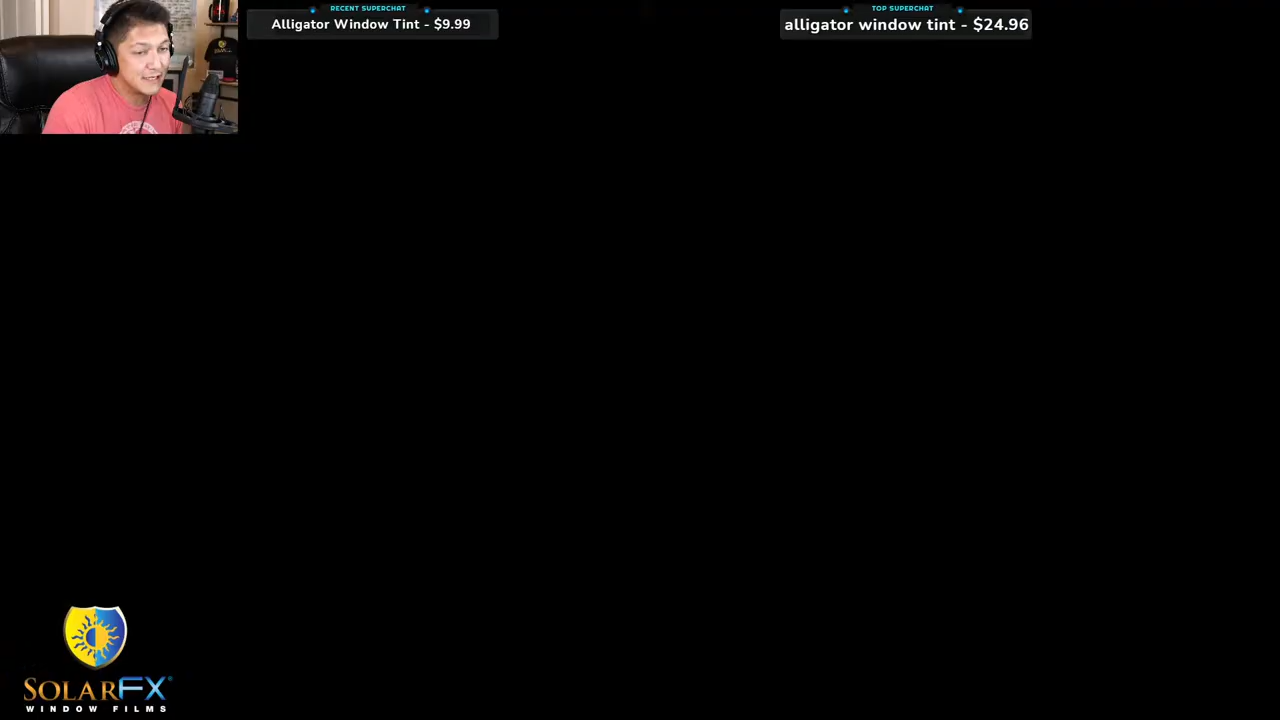 RECENT SUPERCHAT
Alligator Window Tint - $9.99
TOP SUPERCHAT
alligator window tint - $24.96
SOLARFX®
WINDOW FILMS